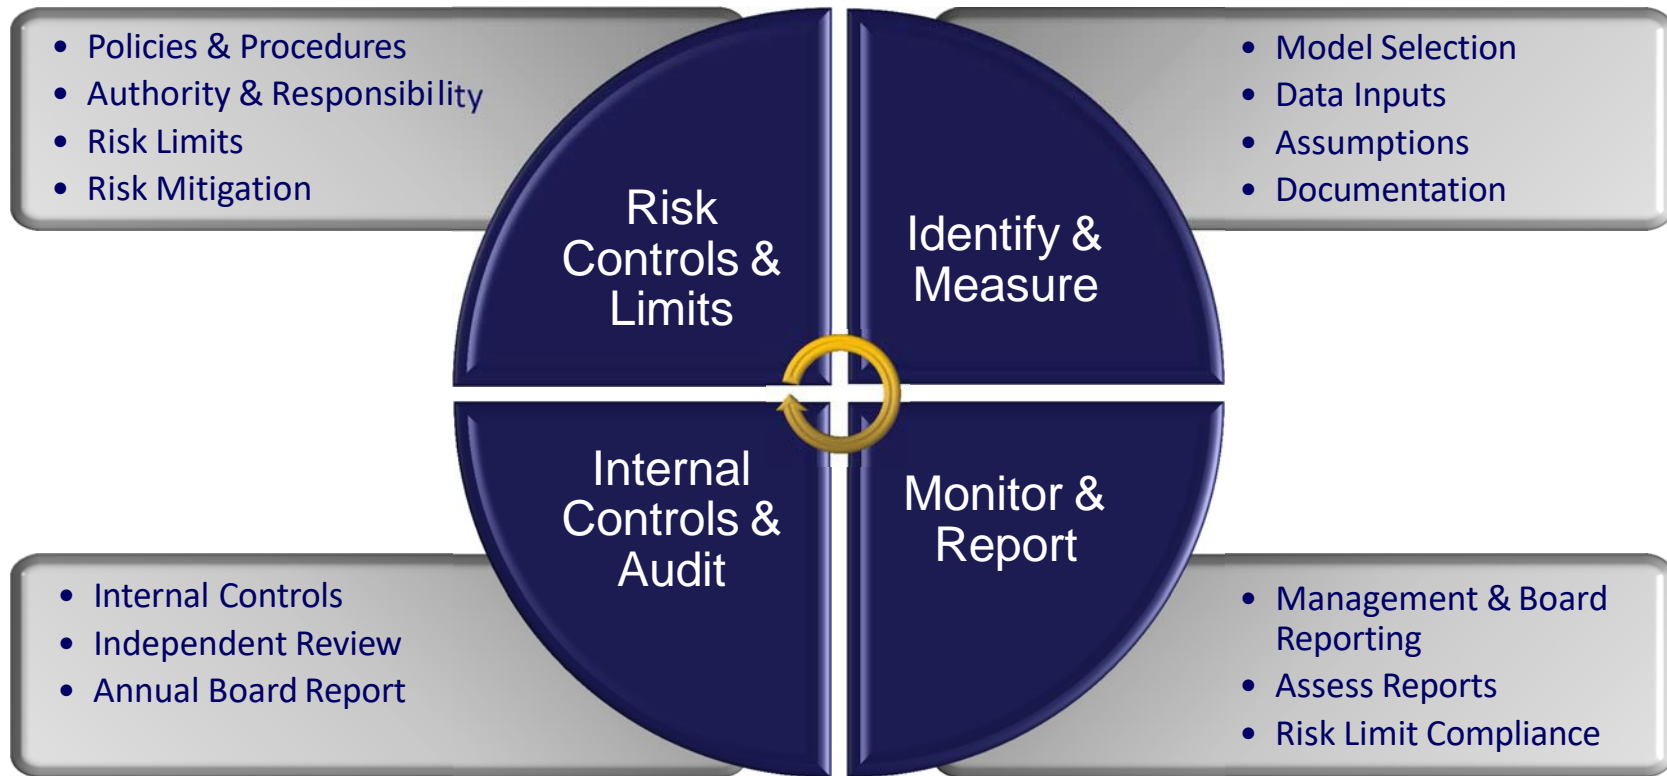 • Policies & Procedures
• Authority & Responsibility
• Risk Limits
• Risk Mitigation
Risk
Controls &
Limits
• Model Selection
• Data Inputs
• Assumptions
• Documentation
Identify &
Measure
• Internal Controls
• Independent Review
• Annual Board Report
Internal
Controls &
Audit
Monitor &
Report
• Management & Board
Reporting
• Assess Reports
• Risk Limit Compliance